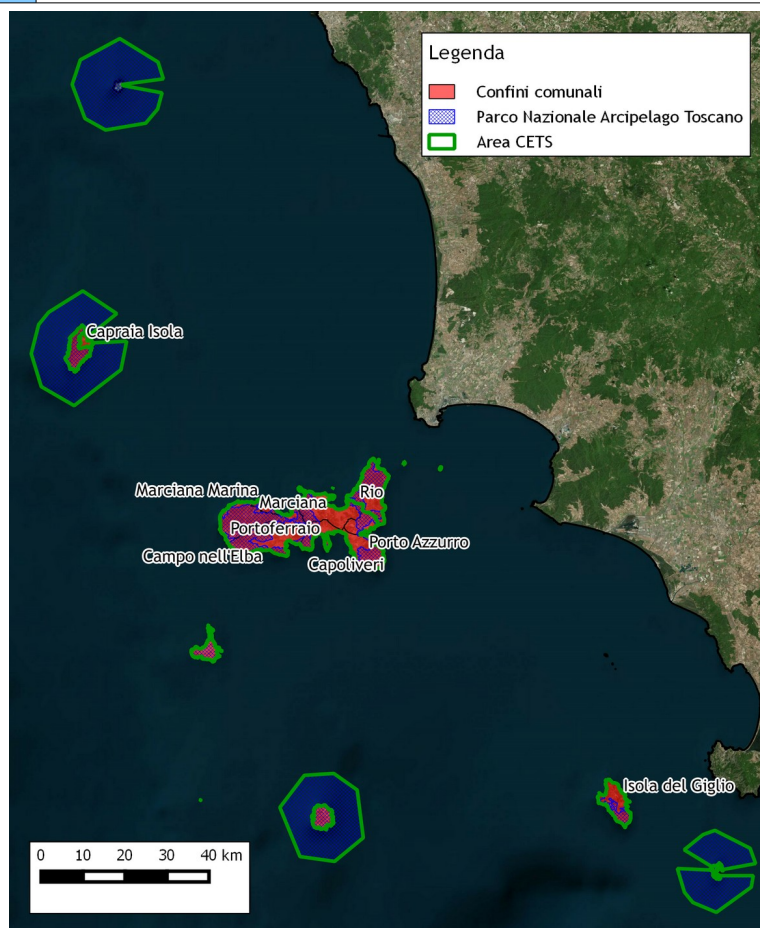 Legenda
Confini comunali
Parco Nazionale Arcipelago Toscano
Area CETS
Capraia Isola
Marciana Marina
Marciana
Rio
Portoferraio
Porto Azzurro
Campo nell'Elba
Capoliveri
Isola del Giglio
0 10 20 30 40 km